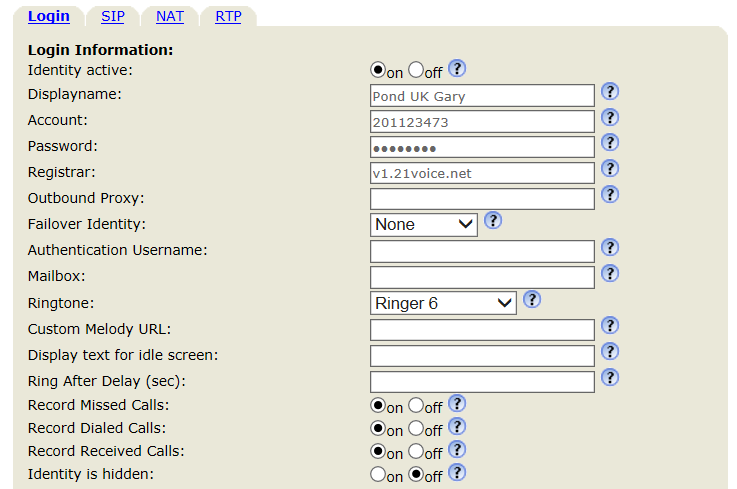 Login SIP NAT RTP
Login Information:
Identity active: on off ?
Displayname: Pond UK Gary ?
Account: 201123473 ?
Password: ●●●●●●●● ?
Registrar: v1.21voice.net ?
Outbound Proxy: ?
Failover Identity: None ?
Authentication Username: ?
Mailbox: ?
Ringtone: Ringer 6 ?
Custom Melody URL: ?
Display text for idle screen: ?
Ring After Delay (sec): ?
Record Missed Calls: on off ?
Record Dialed Calls: on off ?
Record Received Calls: on off ?
Identity is hidden: on off ?